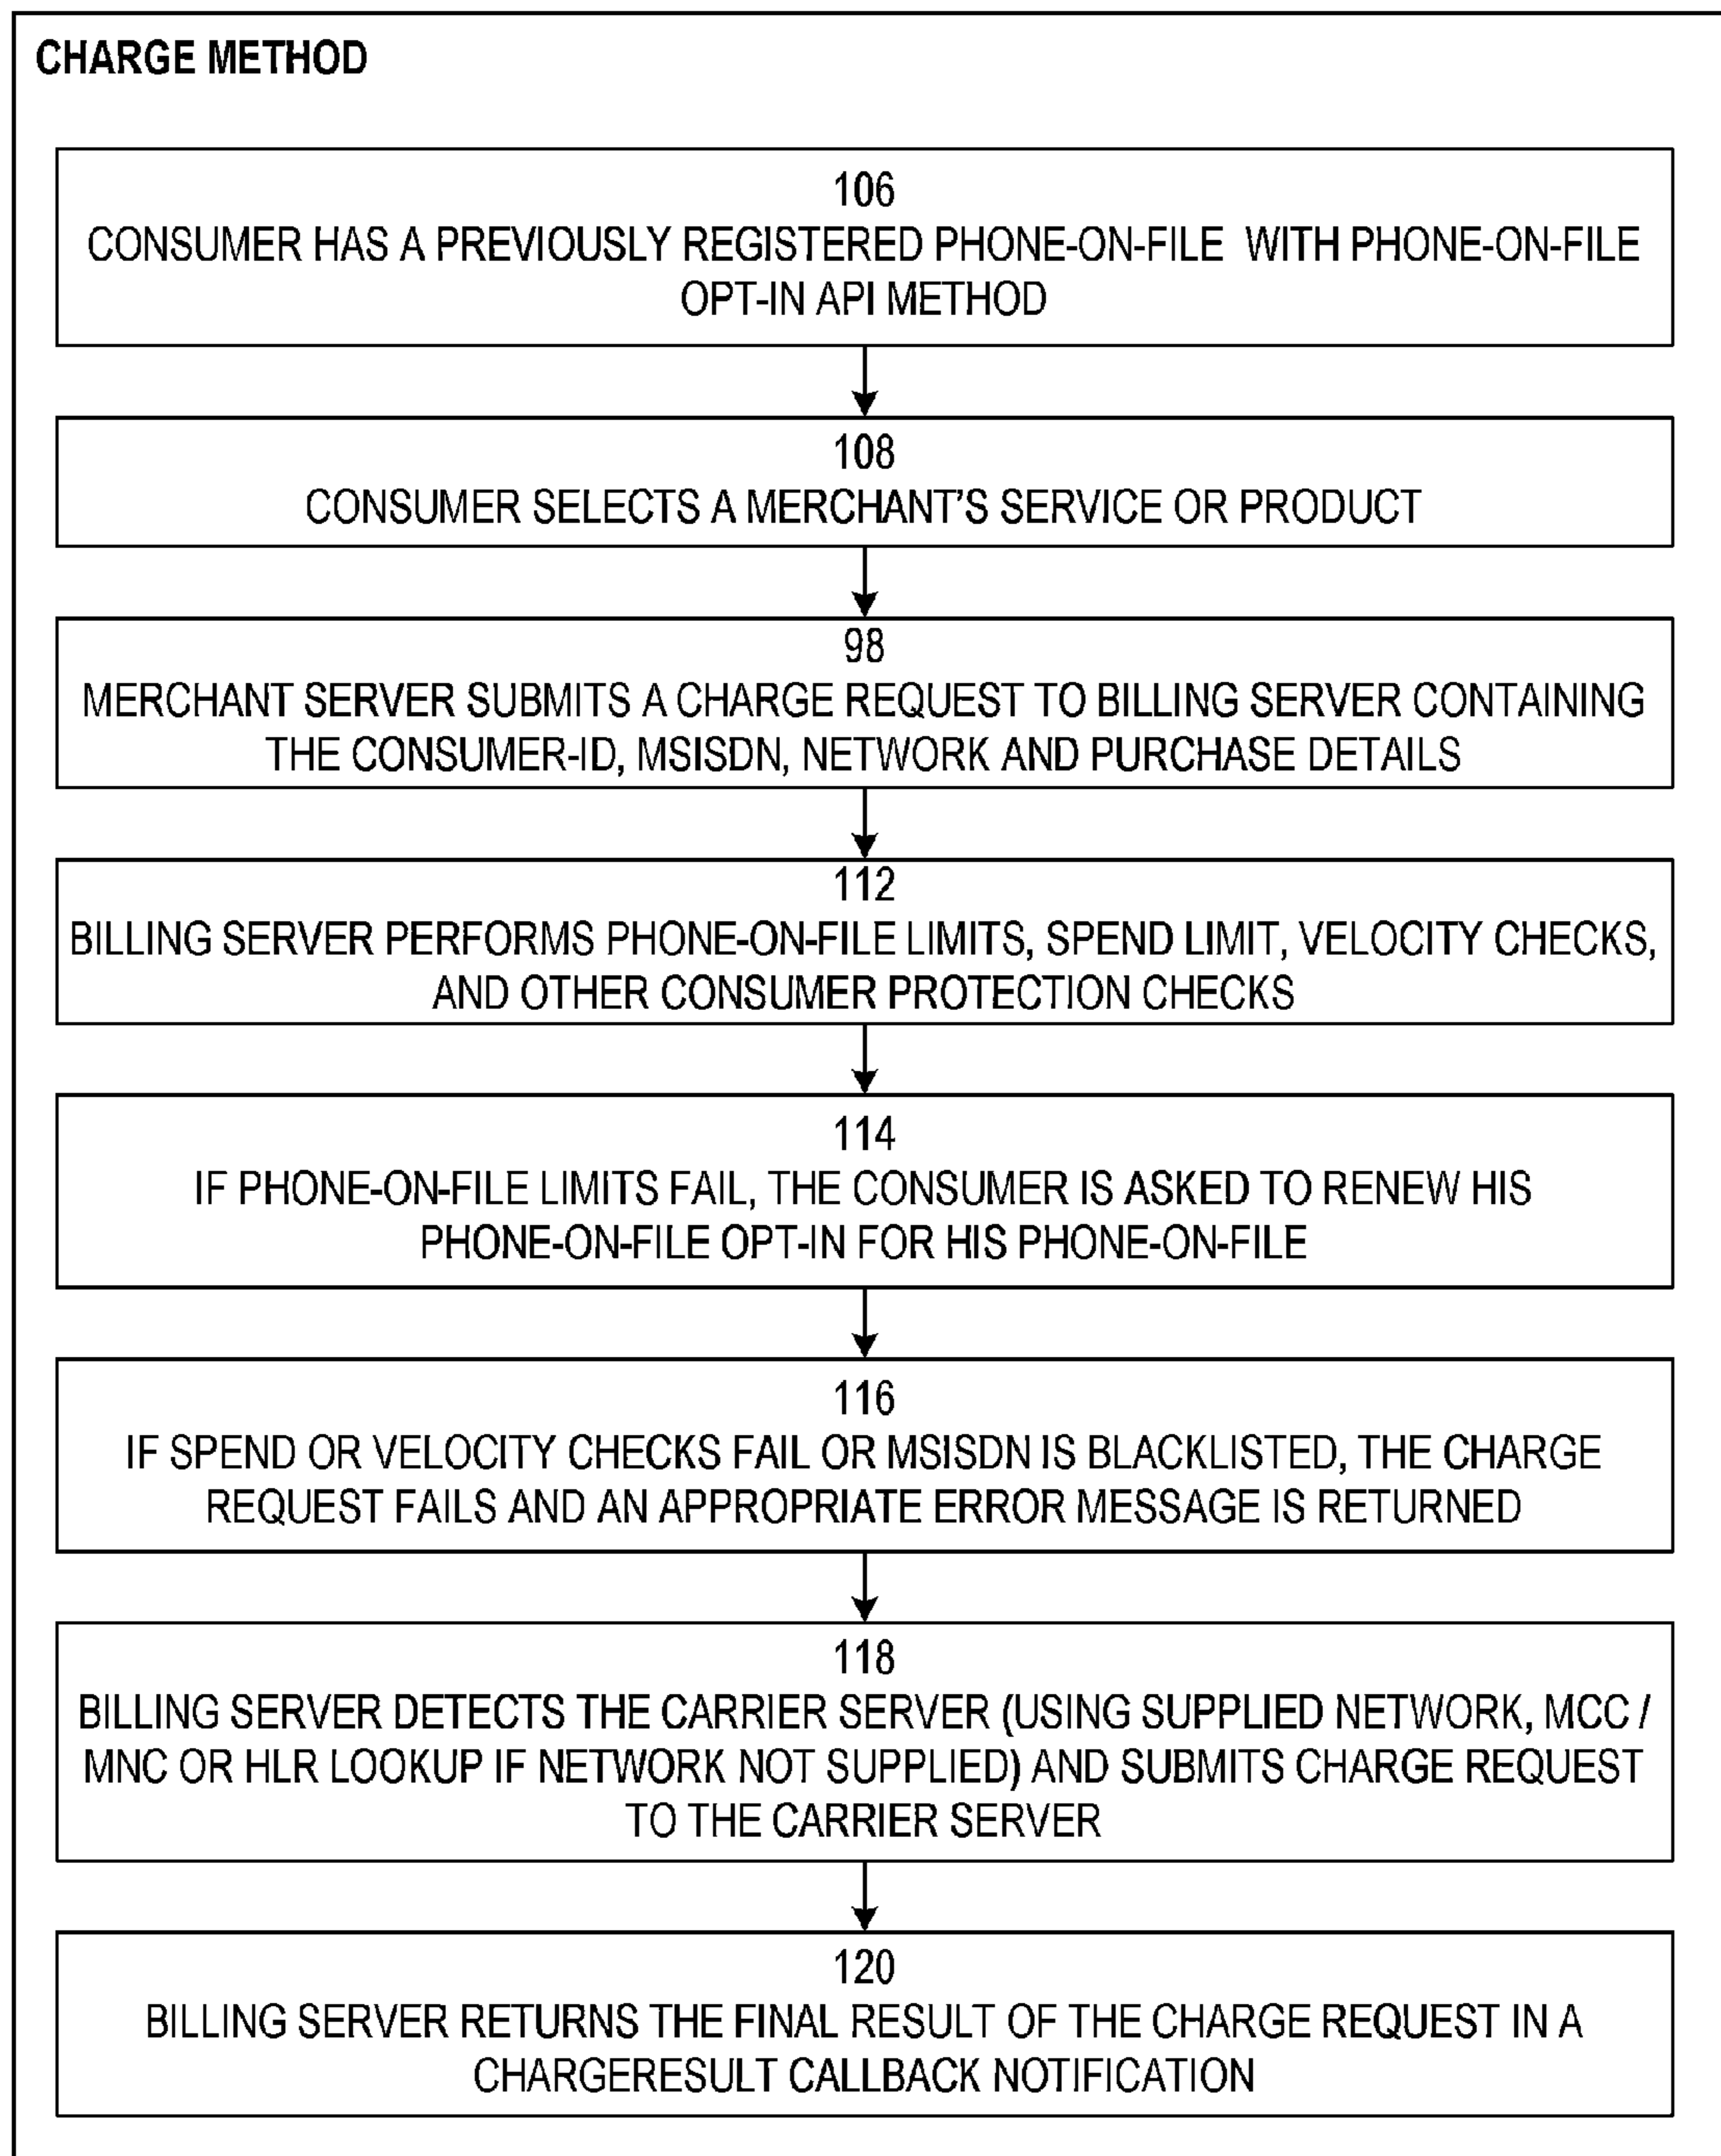 CHARGE METHOD
106
CONSUMER HAS A PREVIOUSLY REGISTERED PHONE-ON-FILE WITH PHONE-ON-FILE
OPT-IN API METHOD
108
CONSUMER SELECTS A MERCHANT'S SERVICE OR PRODUCT
98
MERCHANT SERVER SUBMITS A CHARGE REQUEST TO BILLING SERVER CONTAINING
THE CONSUMER-ID, MSISDN, NETWORK AND PURCHASE DETAILS
112
BILLING SERVER PERFORMS PHONE-ON-FILE LIMITS, SPEND LIMIT, VELOCITY CHECKS,
AND OTHER CONSUMER PROTECTION CHECKS
114
IF PHONE-ON-FILE LIMITS FAIL, THE CONSUMER IS ASKED TO RENEW HIS
PHONE-ON-FILE OPT-IN FOR HIS PHONE-ON-FILE
116
IF SPEND OR VELOCITY CHECKS FAIL OR MSISDN IS BLACKLISTED, THE CHARGE
REQUEST FAILS AND AN APPROPRIATE ERROR MESSAGE IS RETURNED
118
BILLING SERVER DETECTS THE CARRIER SERVER (USING SUPPLIED NETWORK, MCC /
MNC OR HLR LOOKUP IF NETWORK NOT SUPPLIED) AND SUBMITS CHARGE REQUEST
TO THE CARRIER SERVER
120
BILLING SERVER RETURNS THE FINAL RESULT OF THE CHARGE REQUEST IN A
CHARGERESULT CALLBACK NOTIFICATION